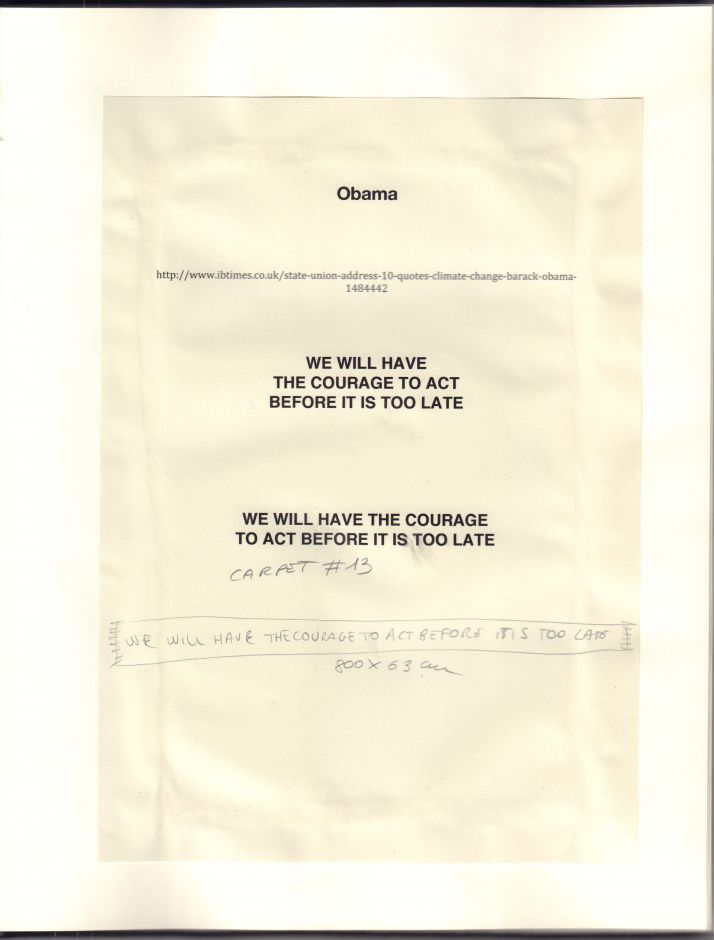 Obama
http://www.ibtimes.co.uk/state-union-address-10-quotes-climate-change-barack-obama-
1484442
WE WILL HAVE
THE COURAGE TO ACT
BEFORE IT IS TOO LATE
WE WILL HAVE THE COURAGE
TO ACT BEFORE IT IS TOO LATE
CARPET #13
WE WILL HAVE THE COURAGE TO ACT BEFORE IT IS TOO LATE
800 X 63 cm